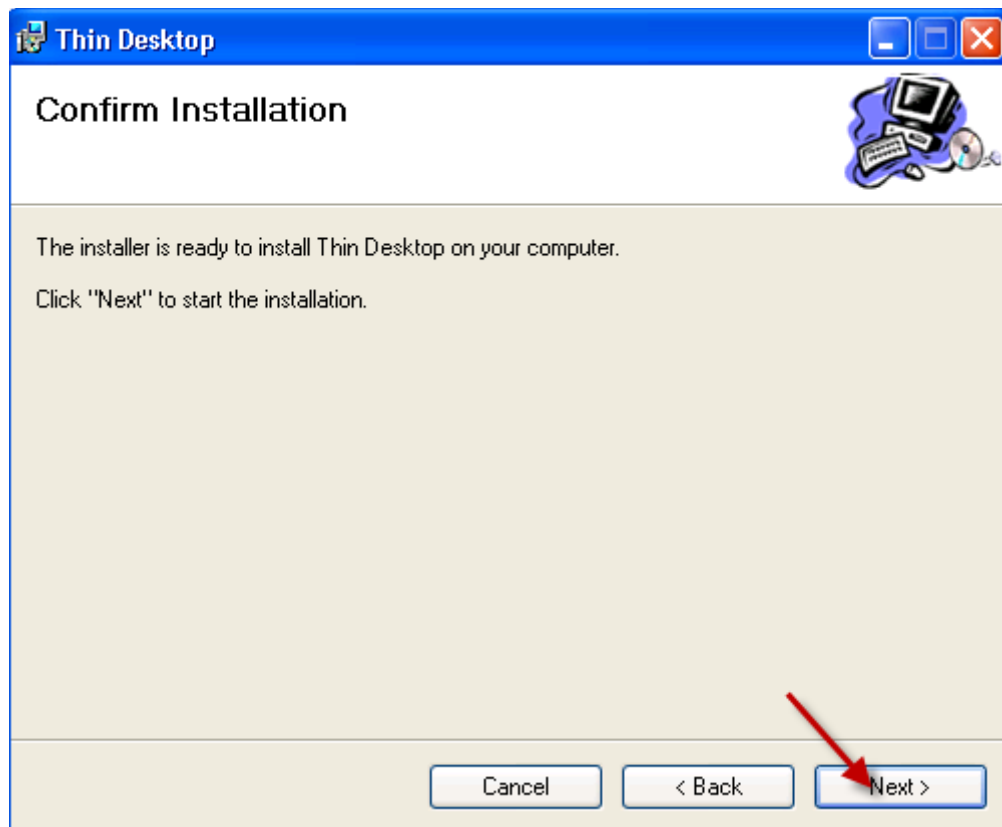 Thin Desktop
Confirm Installation
The installer is ready to install Thin Desktop on your computer.
Click "Next" to start the installation.
Cancel
< Back
Next >